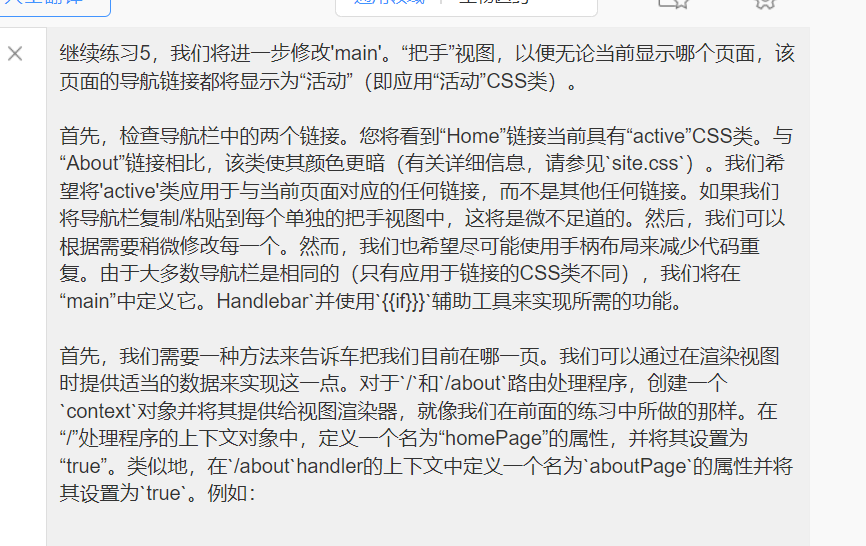 继续练习5，我们将进一步修改'main'。“把手”视图，以便无论当前显示哪个页面，该
页面的导航链接都将显示为“活动”（即应用“活动”CSS类）。
首先，检查导航栏中的两个链接。您将看到“Home”链接当前具有“active”CSS类。与
“About”链接相比，该类使其颜色更暗（有关详细信息，请参见`site.css`）。我们希
望将'active'类应用于与当前页面对应的任何链接，而不是其他任何链接。如果我们
将导航栏复制/粘贴到每个单独的把手视图中，这将是微不足道的。然后，我们可以
根据需要稍微修改每一个。然而，我们也希望尽可能使用手柄布局来减少代码重
复。由于大多数导航栏是相同的（只有应用于链接的CSS类不同），我们将在
“main”中定义它。Handlebar`并使用`{{if}}}`辅助工具来实现所需的功能。
首先，我们需要一种方法来告诉车把我们目前在哪一页。我们可以通过在渲染视图
时提供适当的数据来实现这一点。对于`/`和`/about`路由处理程序，创建一个
`context`对象并将其提供给视图渲染器，就像我们在前面的练习中所做的那样。在
“/”处理程序的上下文对象中，定义一个名为“homePage”的属性，并将其设置为
“true”。类似地，在`/about`handler的上下文中定义一个名为`aboutPage`的属性并将
其设置为`true`。例如：